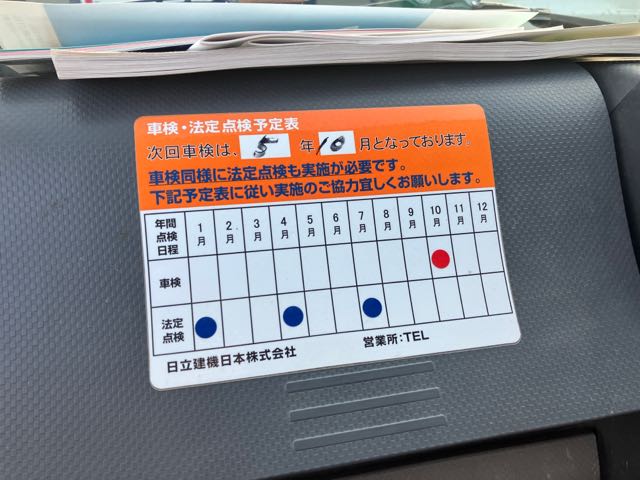 車検・法定点検予定表
次回車検は、 5 年 10 月となっております。
車検同様に法定点検も実施が必要です。
下記予定表に従い実施のご協力宜しくお願いします。
年間点検日程 1月 2月 3月 4月 5月 6月 7月 8月 9月 10月 11月 12月
車検
法定点検
日立建機日本株式会社 営業所:TEL